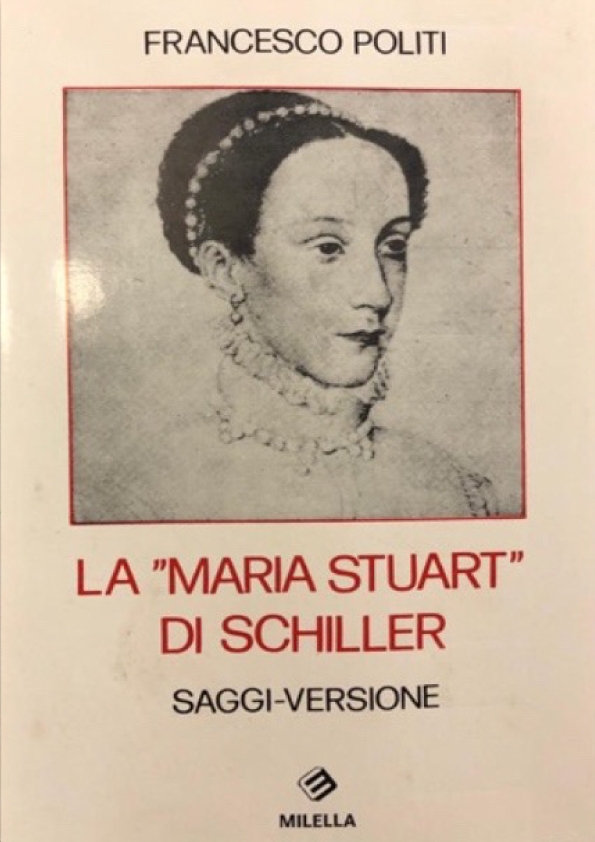 FRANCESCO POLITI
LA ”MARIA STUART”
DI SCHILLER
SAGGI-VERSIONE
MILELLA